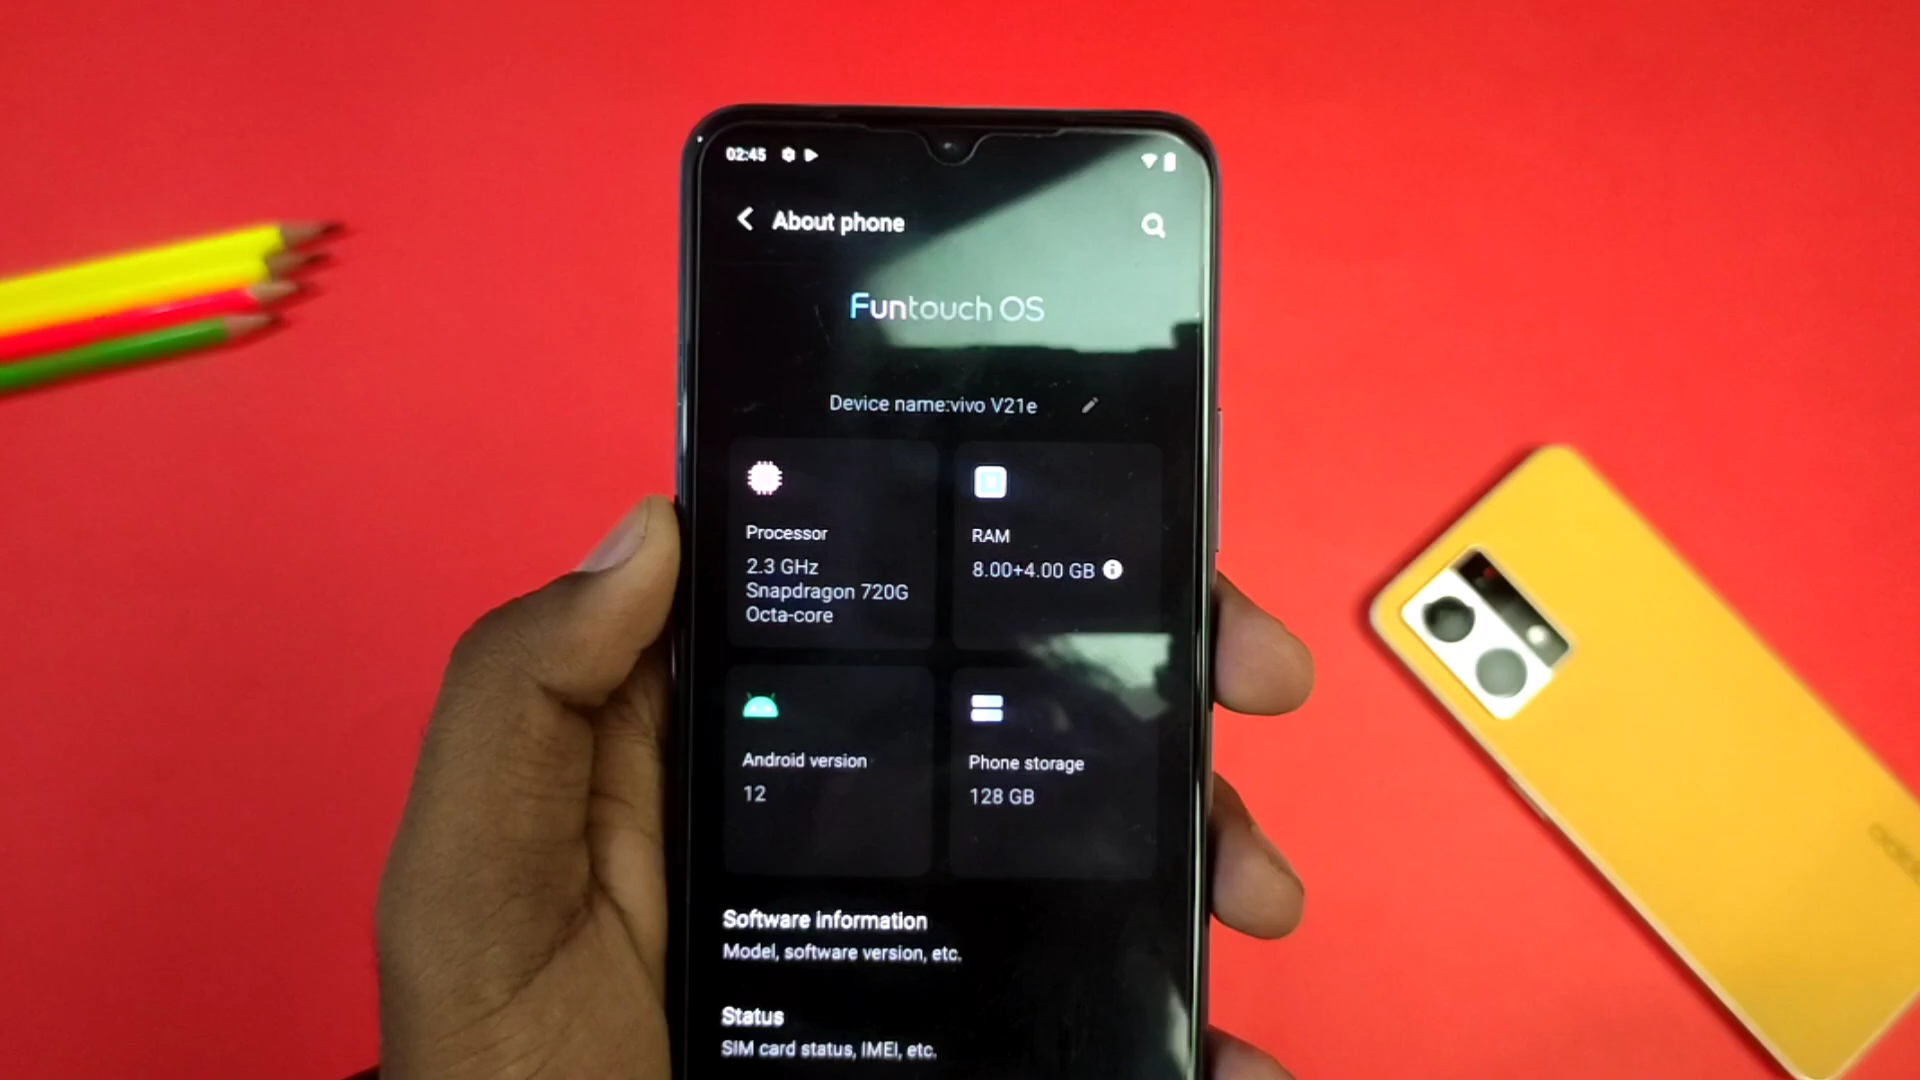 02:45
About phone
Funtouch OS
Device name:vivo V21e
Processor
2.3 GHz
Snapdragon 720G
Octa-core
RAM
8.00+4.00 GB
Android version
12
Phone storage
128 GB
Software information
Model, software version, etc.
Status
SIM card status, IMEI, etc.